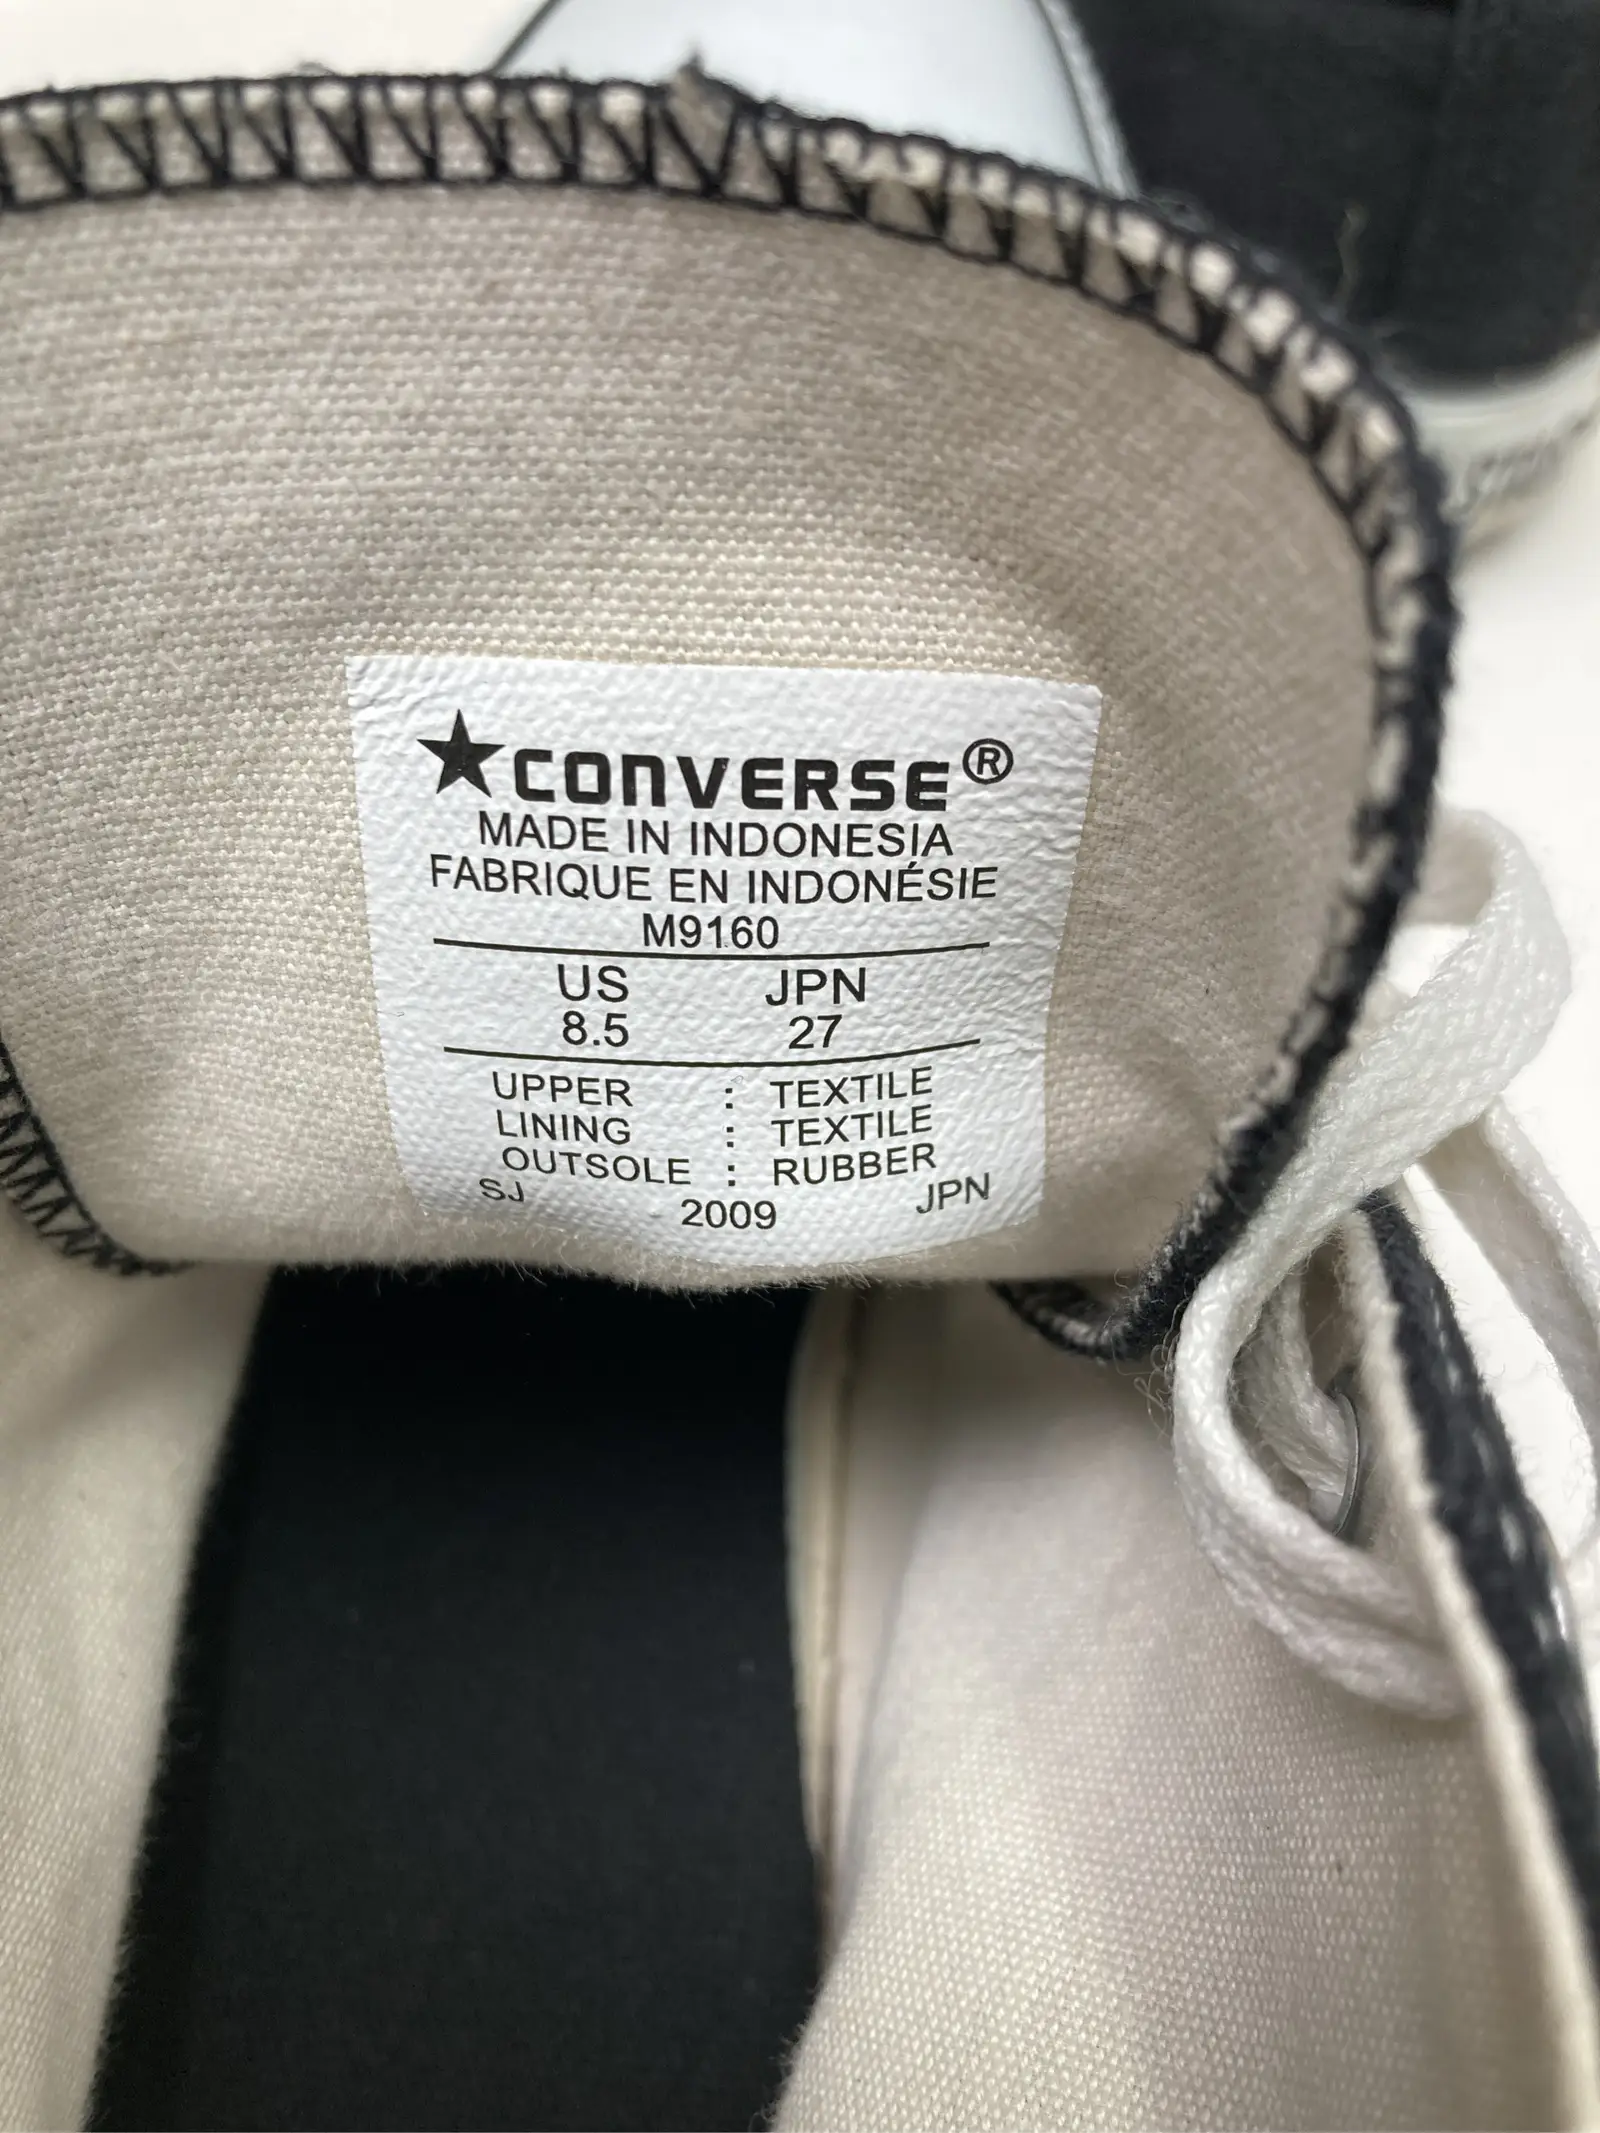 ★CONVERSE®
MADE IN INDONESIA
FABRIQUE EN INDONÉSIE
M9160
US JPN
8.5 27
UPPER : TEXTILE
LINING : TEXTILE
OUTSOLE : RUBBER
SJ 2009 JPN